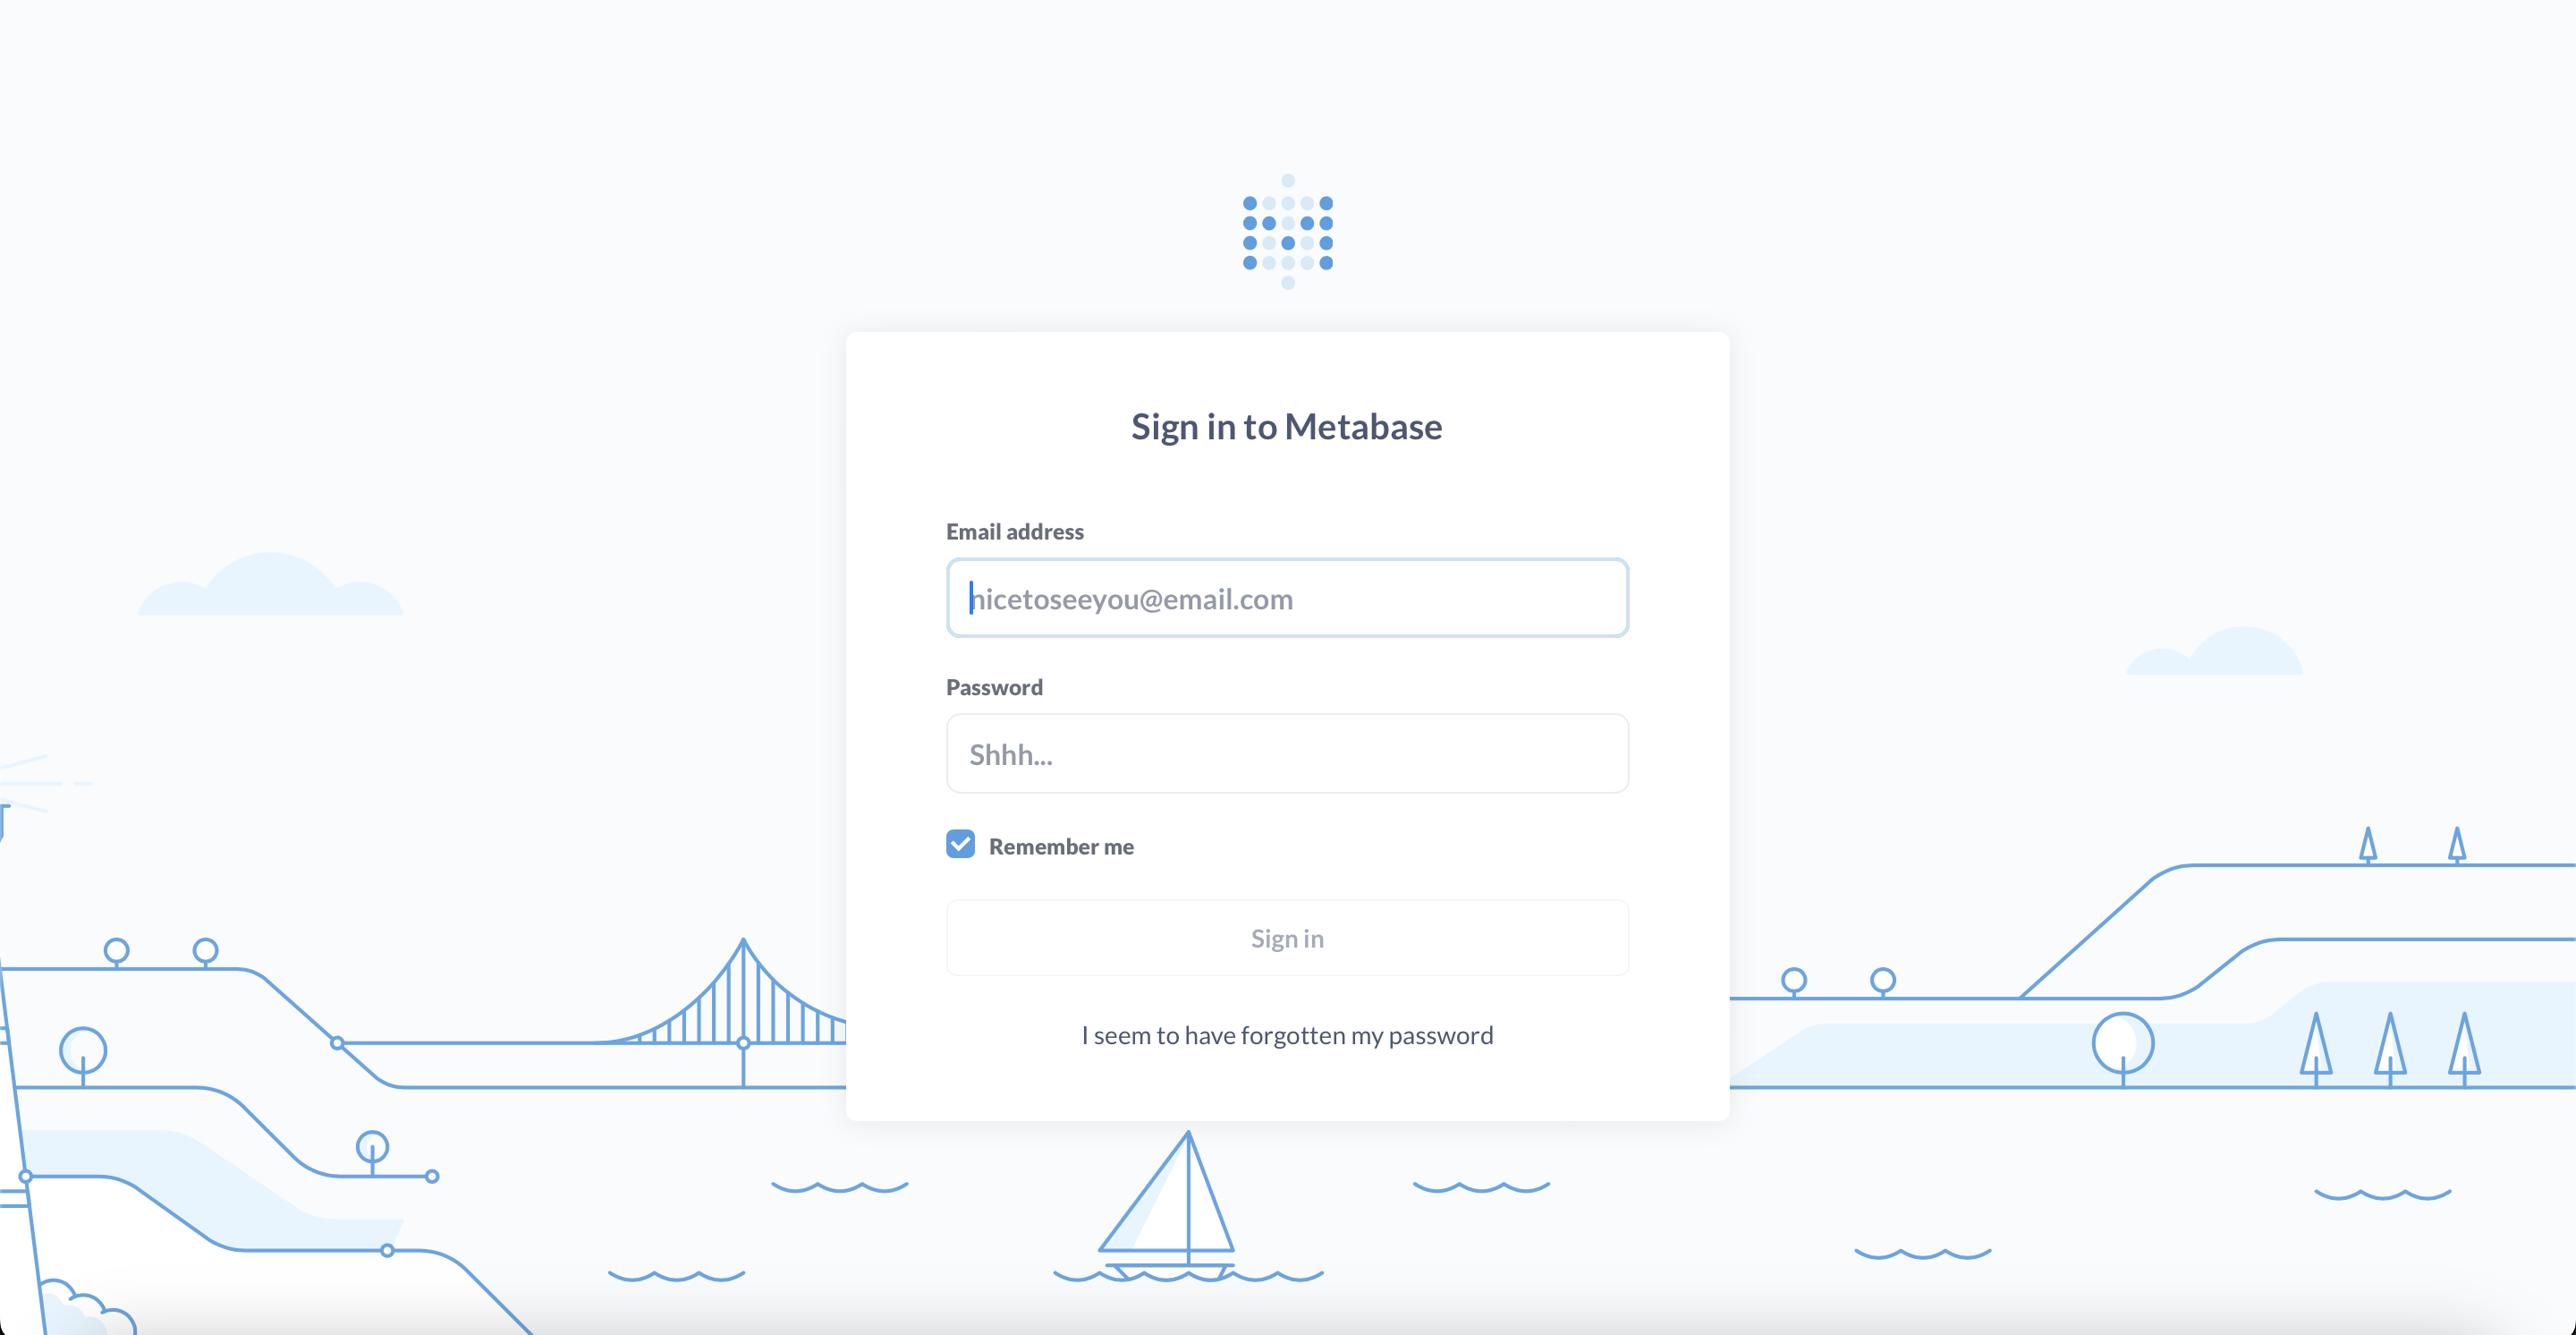 Sign in to Metabase
Email address
nicetoseeyou@email.com
Password
Shhh...
Remember me
Sign in
I seem to have forgotten my password